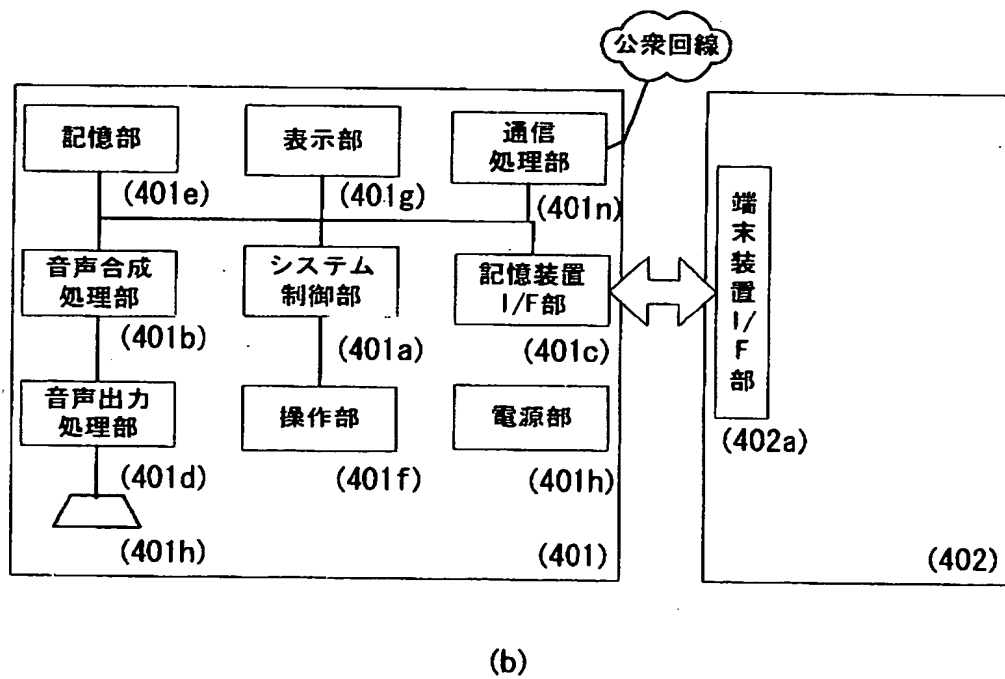 公衆回線
記憶部
(401e)
表示部
(401g)
通信
処理部
(401n)
音声合成
処理部
(401b)
システム
制御部
(401a)
記憶装置
I/F部
(401c)
音声出力
処理部
(401d)
操作部
(401f)
電源部
(401h)
(401h)
(401)
端末装置I/F部
(402a)
(402)
(b)